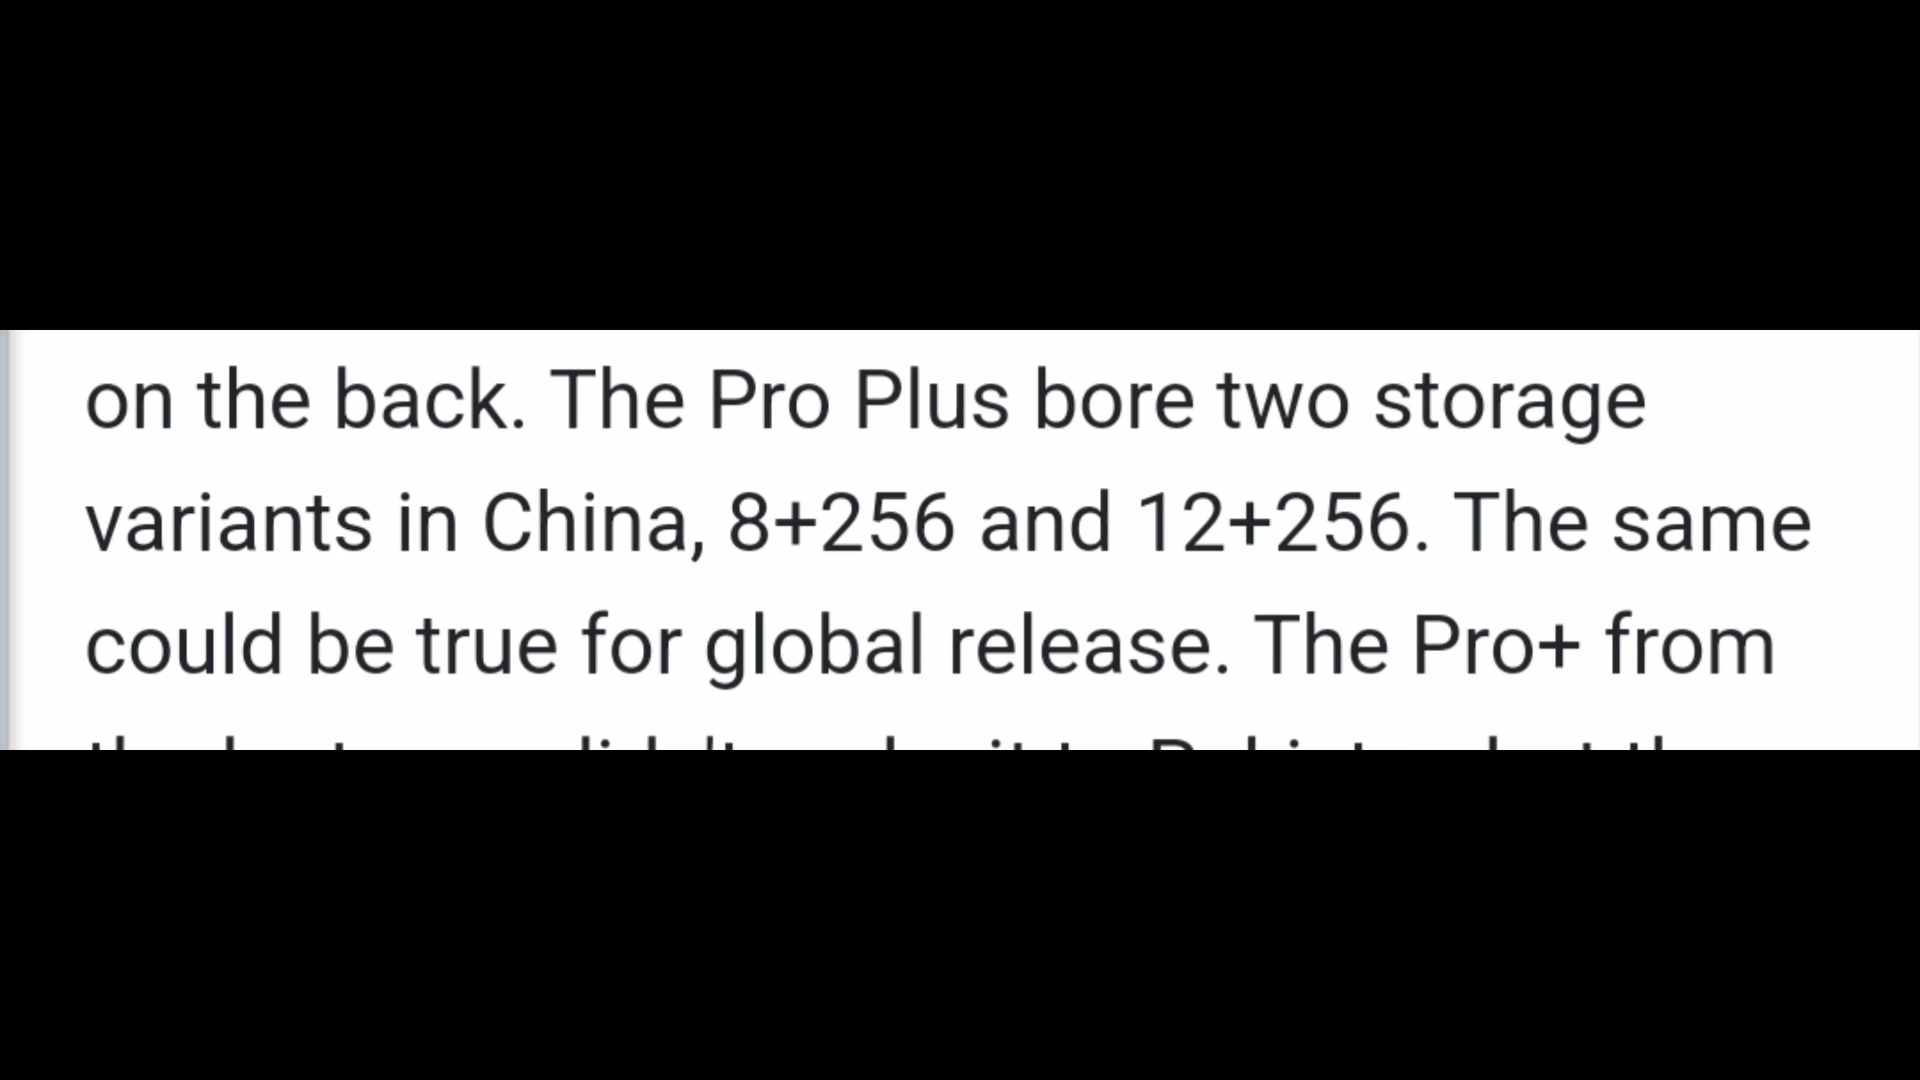 on the back. The Pro Plus bore two storage
variants in China, 8+256 and 12+256. The same
could be true for global release. The Pro+ from